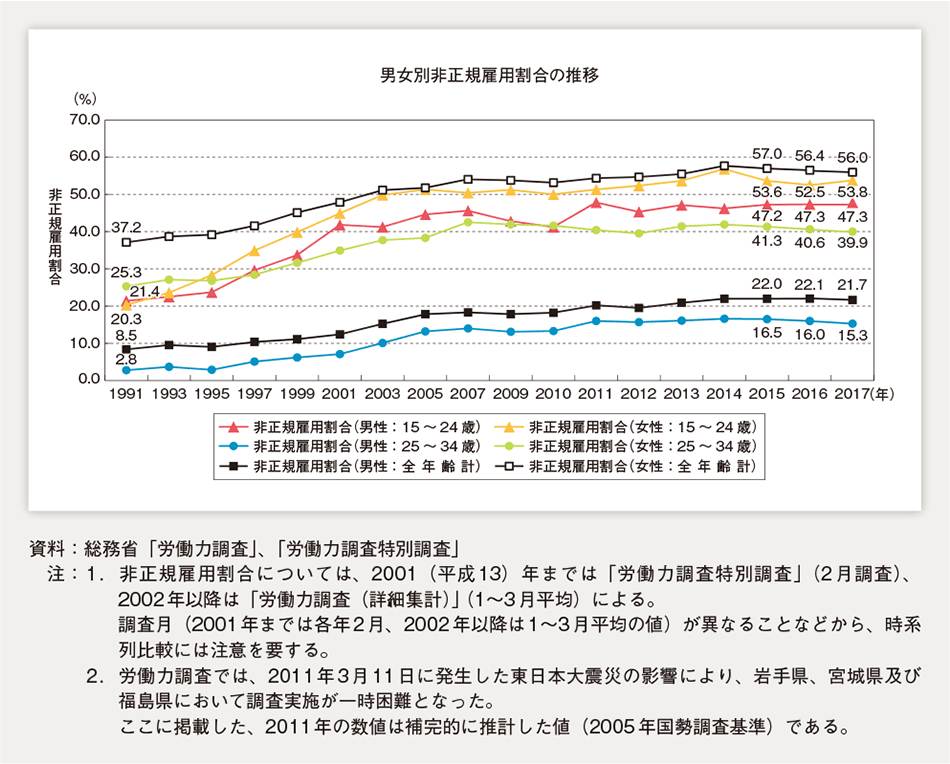 男女別非正規雇用割合の推移
(%)
70.0
60.0
50.0
40.0
30.0
20.0
10.0
0.0
非正規雇用割合
37.2
25.3
21.4
20.3
8.5
2.8
57.0 56.4 56.0
53.6 52.5 53.8
47.2 47.3 47.3
41.3 40.6 39.9
22.0 22.1 21.7
16.5 16.0 15.3
1991 1993 1995 1997 1999 2001 2003 2005 2007 2009 2010 2011 2012 2013 2014 2015 2016 2017(年)
非正規雇用割合(男性：15～24歳) 非正規雇用割合(女性：15～24歳)
非正規雇用割合(男性：25～34歳) 非正規雇用割合(女性：25～34歳)
非正規雇用割合(男性：全年齢計) 非正規雇用割合(女性：全年齢計)
資料：総務省「労働力調査」、「労働力調査特別調査」
注：1. 非正規雇用割合については、2001（平成13）年までは「労働力調査特別調査」（2月調査）、
2002年以降は「労働力調査（詳細集計）」（1～3月平均）による。
調査月（2001年までは各年2月、2002年以降は1～3月平均の値）が異なることなどから、時系
列比較には注意を要する。
2. 労働力調査では、2011年3月11日に発生した東日本大震災の影響により、岩手県、宮城県及び
福島県において調査実施が一時困難となった。
ここに掲載した、2011年の数値は補完的に推計した値（2005年国勢調査基準）である。